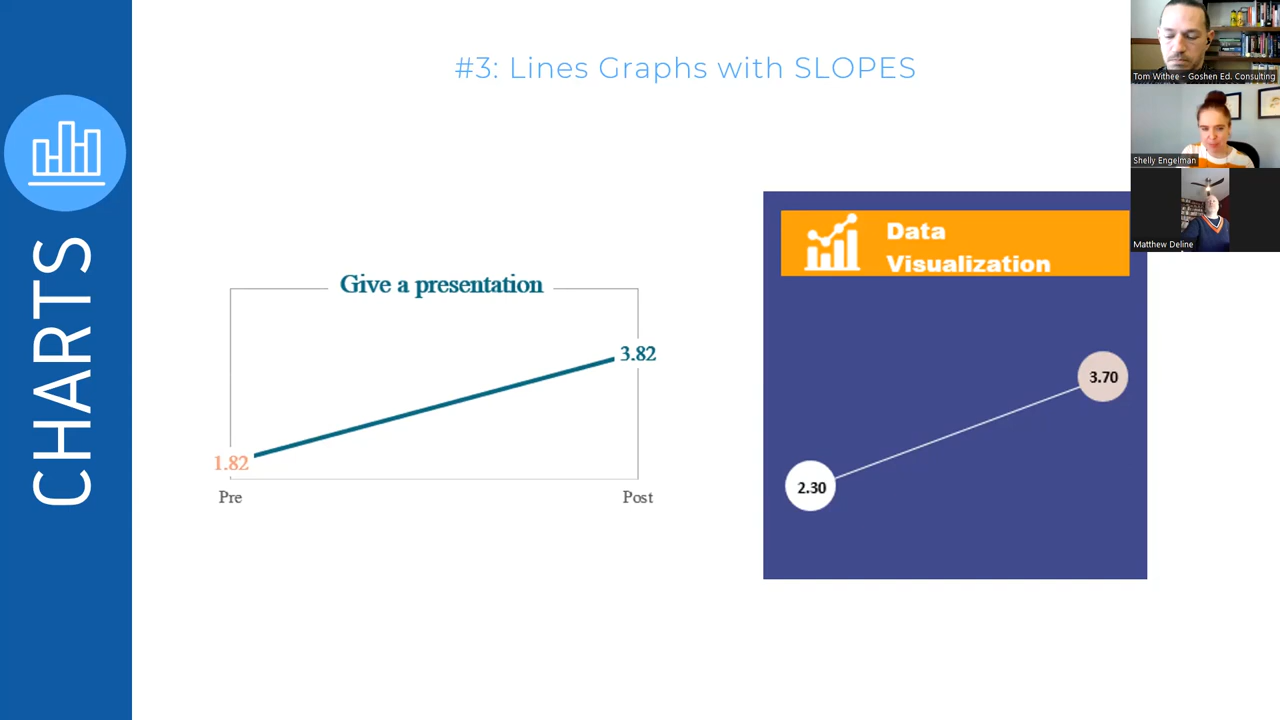 CHARTS
#3: Lines Graphs with SLOPES
Give a presentation
3.82
1.82
Pre
Post
Data
Visualization
3.70
2.30
Tom Withee - Goshen Ed. Consulting
Shelly Engelman
Matthew Deline